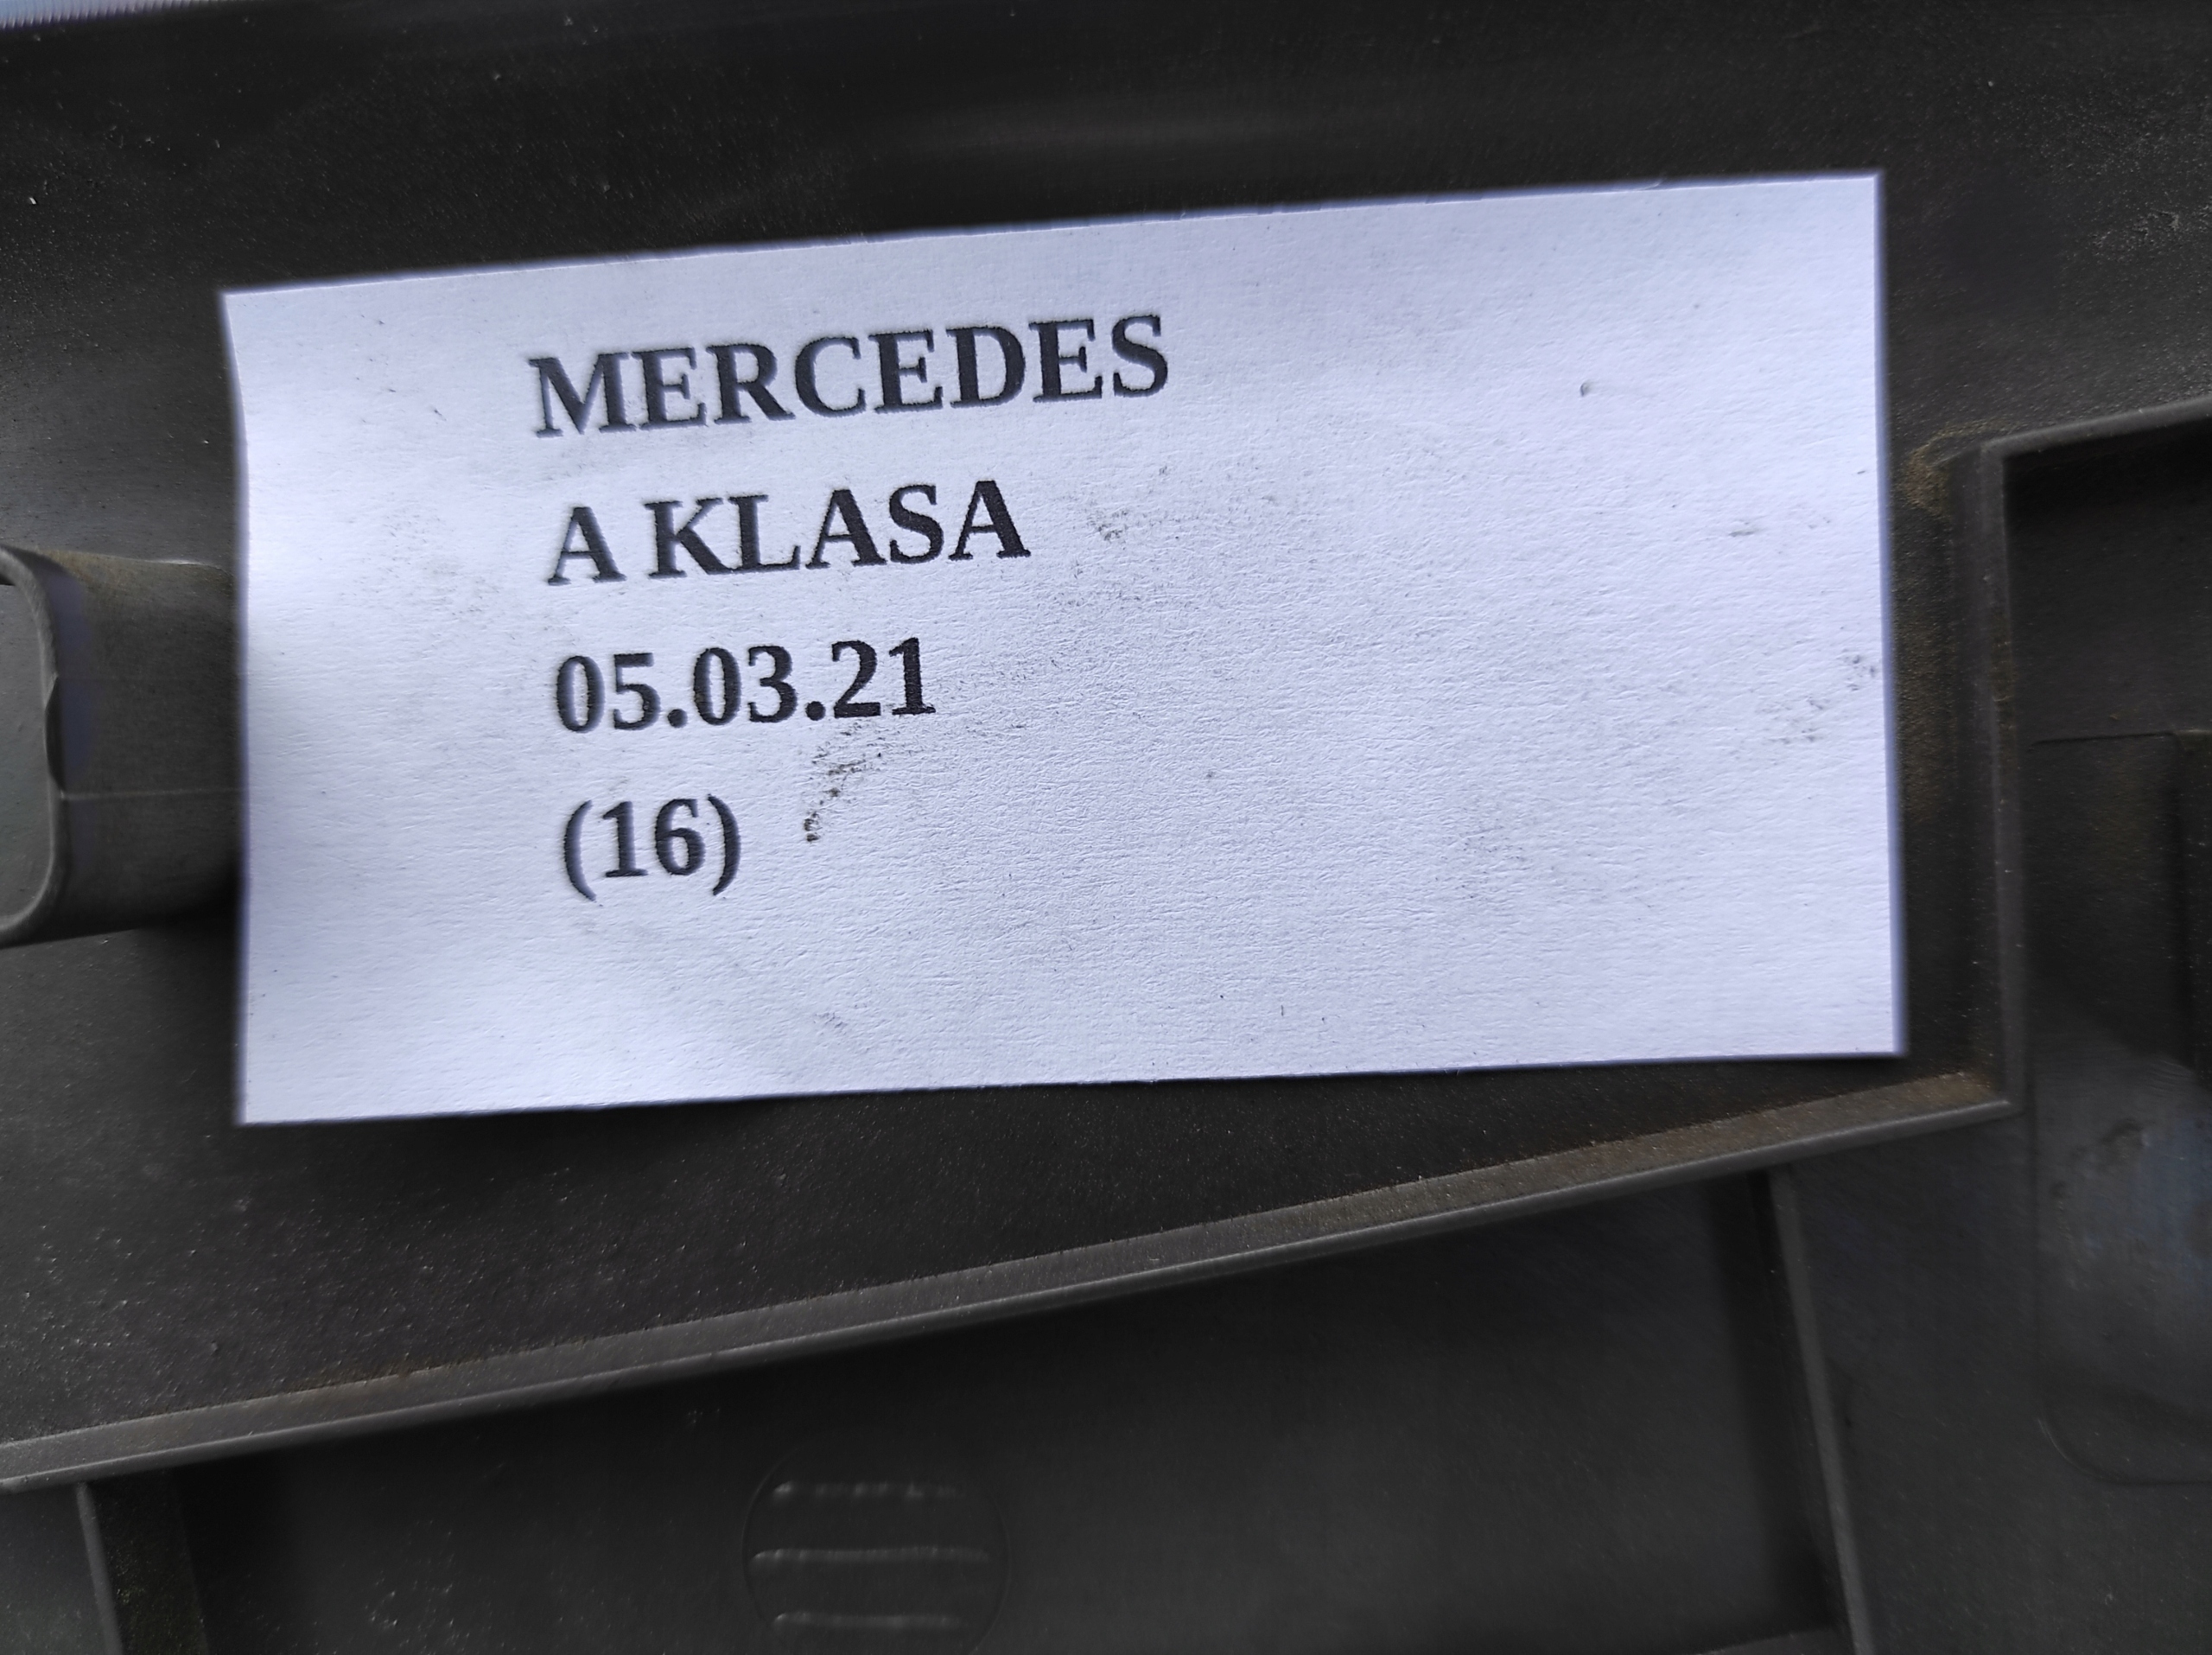 MERCEDES
A KLASA
05.03.21
(16)